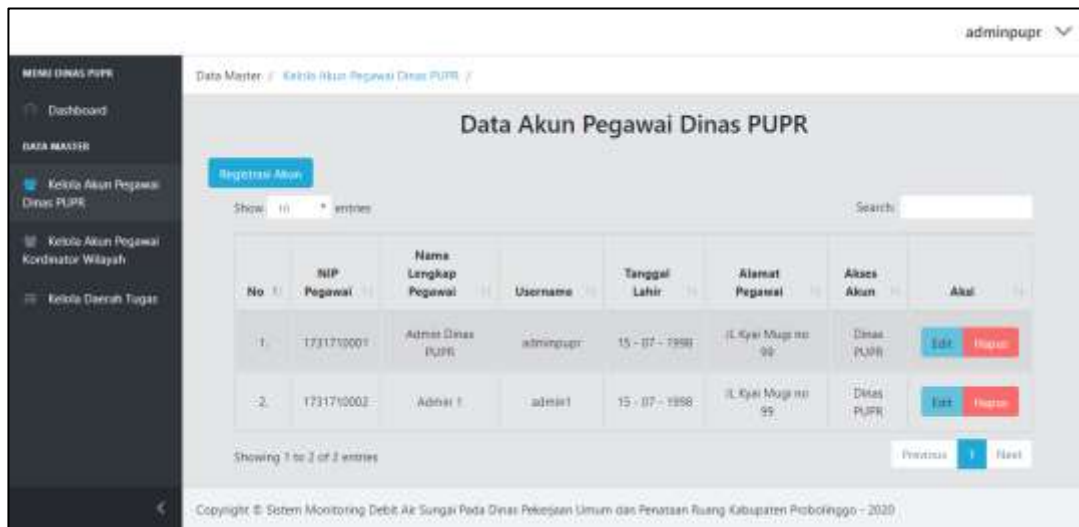 adminpupr
MENU DINAS PUPR
Data Master / Kelola Akun Pegawai Dinas PUPR /
Dashboard
DATA MASTER
Kelola Akun Pegawai
Dinas PUPR
Kelola Akun Pegawai
Kordinator Wilayah
Kelola Daerah Tugas
Data Akun Pegawai Dinas PUPR
Registrasi Akun
Show 10 entries
Search:
No
NIP
Pegawai
Nama
Lengkap
Pegawai
Username
Tanggal
Lahir
Alamat
Pegawai
Akses
Akun
Aksi
1.
1731710001
Admin Dinas
PUPR
adminpupr
15 - 07 - 1998
Jl. Kyai Mugi no
99
Dinas
PUPR
Edit
Hapus
2.
1731710002
Admin 1
admin1
15 - 07 - 1998
Jl. Kyai Mugi no
99
Dinas
PUPR
Edit
Hapus
Showing 1 to 2 of 2 entries
Previous 1 Next
Copyright © Sistem Monitoring Debit Air Sungai Pada Dinas Pekerjaan Umum dan Penataan Ruang Kabupaten Probolinggo - 2020